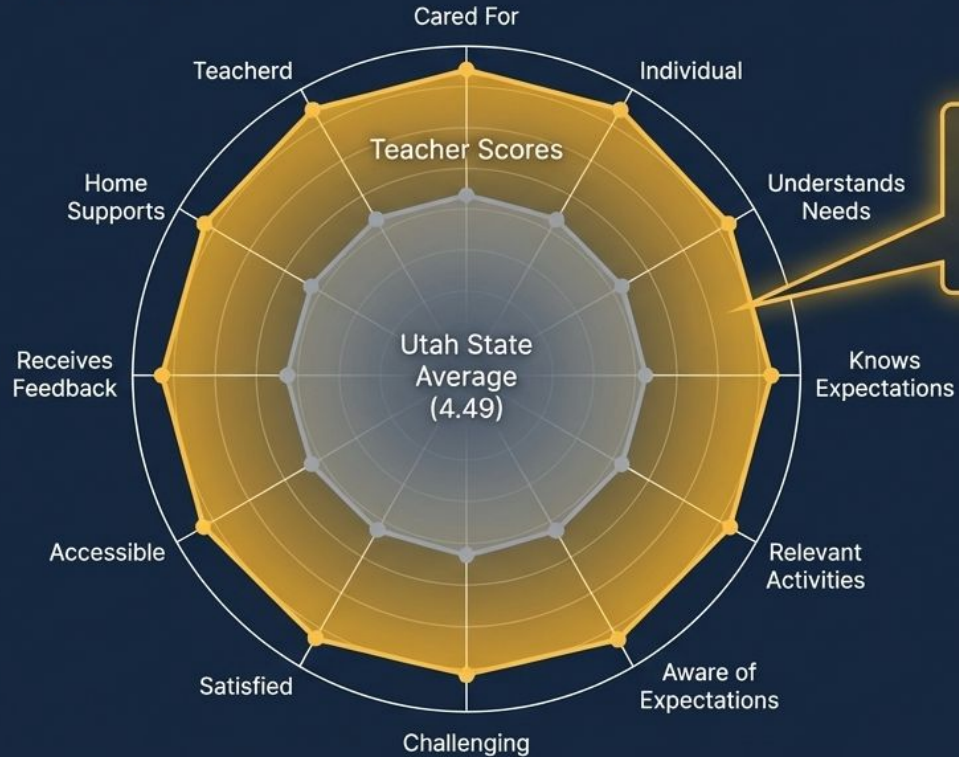 Cared For
Teacherd
Individual
Teacher Scores
Home
Supports
Understands
Needs
Utah State
Average
(4.49)
Receives
Feedback
Knows
Expectations
Accessible
Relevant
Activities
Satisfied
Aware of
Expectations
Challenging